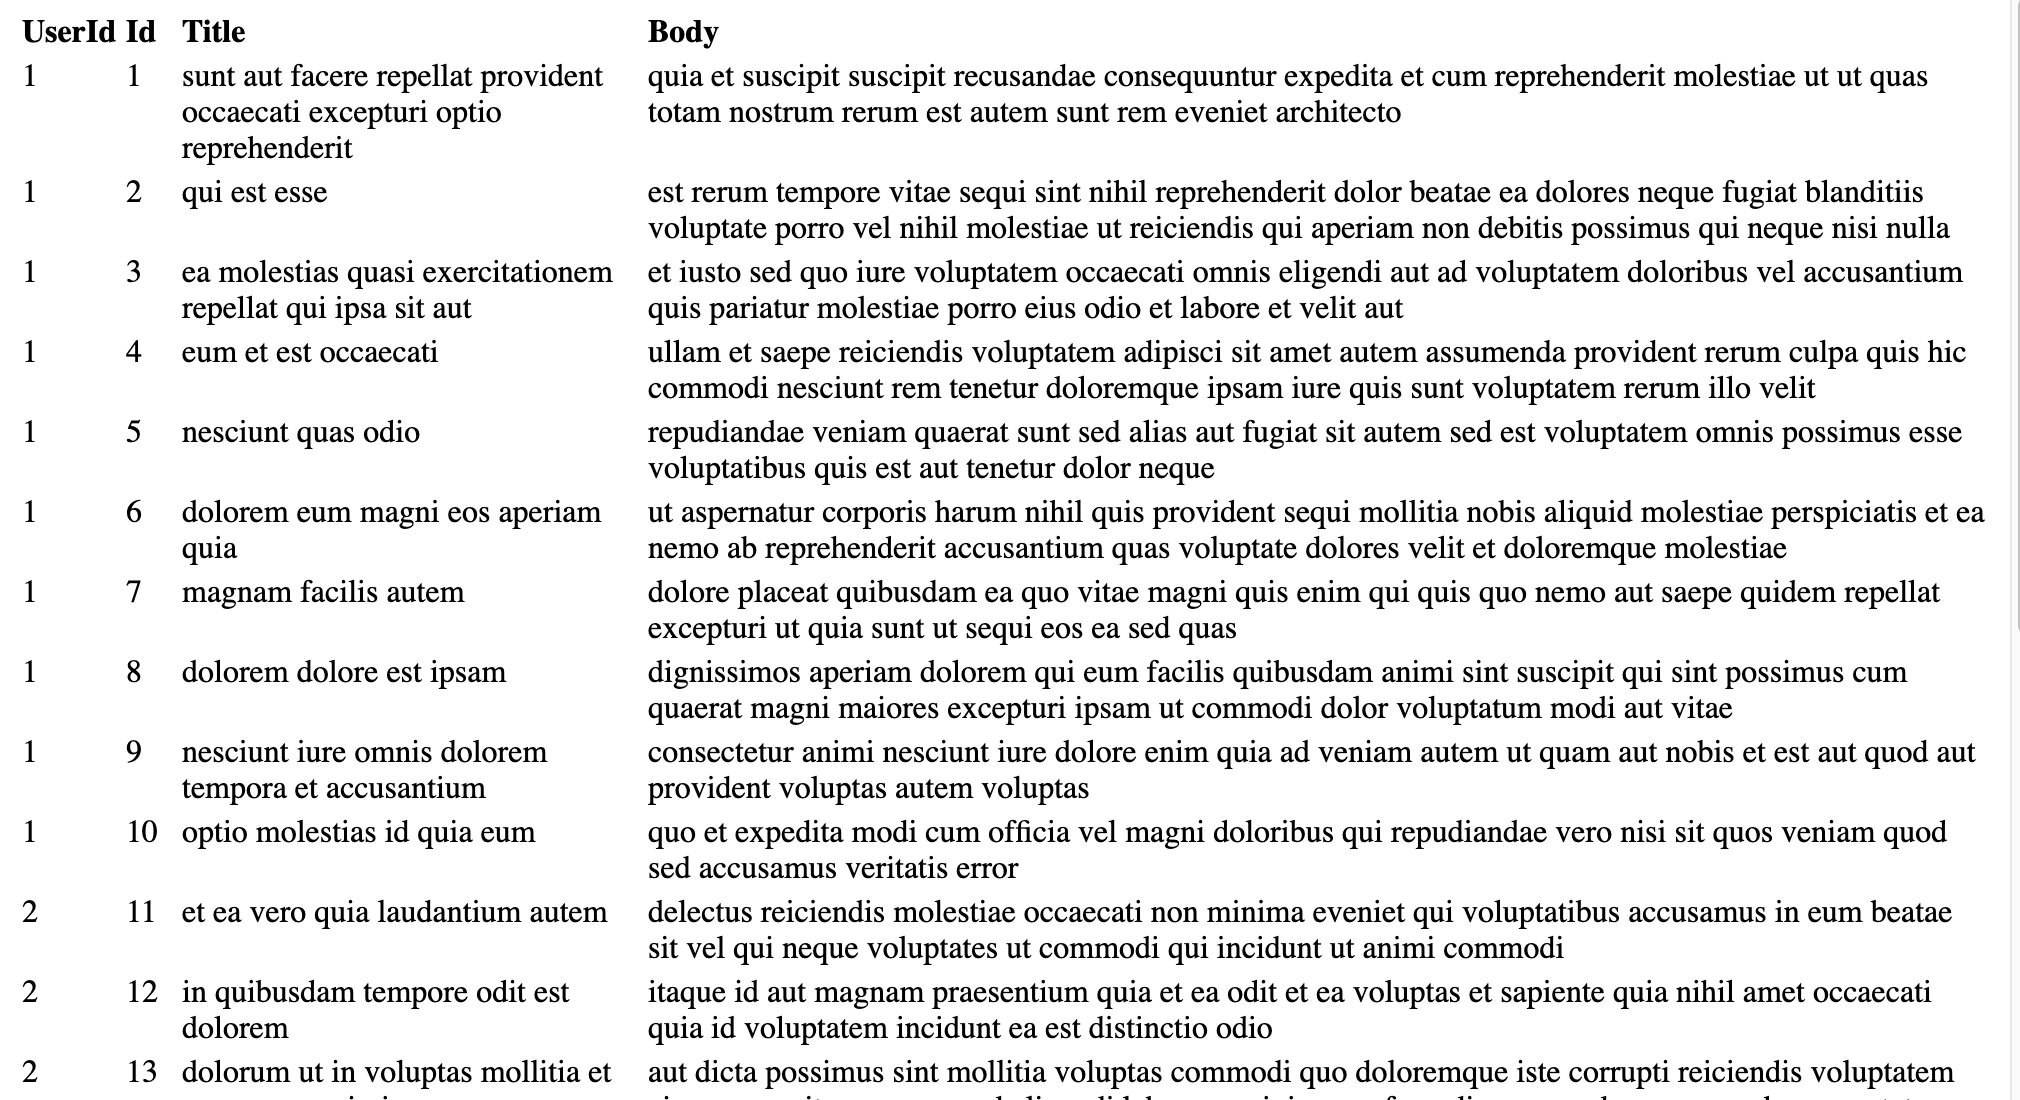 UserId Id Title Body
1 1 sunt aut facere repellat provident quia et suscipit suscipit recusandae consequuntur expedita et cum reprehenderit molestiae ut ut quas
occaecati excepturi optio totam nostrum rerum est autem sunt rem eveniet architecto
reprehenderit
1 2 qui est esse est rerum tempore vitae sequi sint nihil reprehenderit dolor beatae ea dolores neque fugiat blanditiis
voluptate porro vel nihil molestiae ut reiciendis qui aperiam non debitis possimus qui neque nisi nulla
1 3 ea molestias quasi exercitationem et iusto sed quo iure voluptatem occaecati omnis eligendi aut ad voluptatem doloribus vel accusantium
repellat qui ipsa sit aut quis pariatur molestiae porro eius odio et labore et velit aut
1 4 eum et est occaecati ullam et saepe reiciendis voluptatem adipisci sit amet autem assumenda provident rerum culpa quis hic
commodi nesciunt rem tenetur doloremque ipsam iure quis sunt voluptatem rerum illo velit
1 5 nesciunt quas odio repudiandae veniam quaerat sunt sed alias aut fugiat sit autem sed est voluptatem omnis possimus esse
voluptatibus quis est aut tenetur dolor neque
1 6 dolorem eum magni eos aperiam ut aspernatur corporis harum nihil quis provident sequi mollitia nobis aliquid molestiae perspiciatis et ea
quia nemo ab reprehenderit accusantium quas voluptate dolores velit et doloremque molestiae
1 7 magnam facilis autem dolore placeat quibusdam ea quo vitae magni quis enim qui quis quo nemo aut saepe quidem repellat
excepturi ut quia sunt ut sequi eos ea sed quas
1 8 dolorem dolore est ipsam dignissimos aperiam dolorem qui eum facilis quibusdam animi sint suscipit qui sint possimus cum
quaerat magni maiores excepturi ipsam ut commodi dolor voluptatum modi aut vitae
1 9 nesciunt iure omnis dolorem consectetur animi nesciunt iure dolore enim quia ad veniam autem ut quam aut nobis et est aut quod aut
tempora et accusantium provident voluptas autem voluptas
1 10 optio molestias id quia eum quo et expedita modi cum officia vel magni doloribus qui repudiandae vero nisi sit quos veniam quod
sed accusamus veritatis error
2 11 et ea vero quia laudantium autem delectus reiciendis molestiae occaecati non minima eveniet qui voluptatibus accusamus in eum beatae
sit vel qui neque voluptates ut commodi qui incidunt ut animi commodi
2 12 in quibusdam tempore odit est itaque id aut magnam praesentium quia et ea odit et ea voluptas et sapiente quia nihil amet occaecati
dolorem quia id voluptatem incidunt ea est distinctio odio
2 13 dolorum ut in voluptas mollitia et aut dicta possimus sint mollitia voluptas commodi quo doloremque iste corrupti reiciendis voluptatem